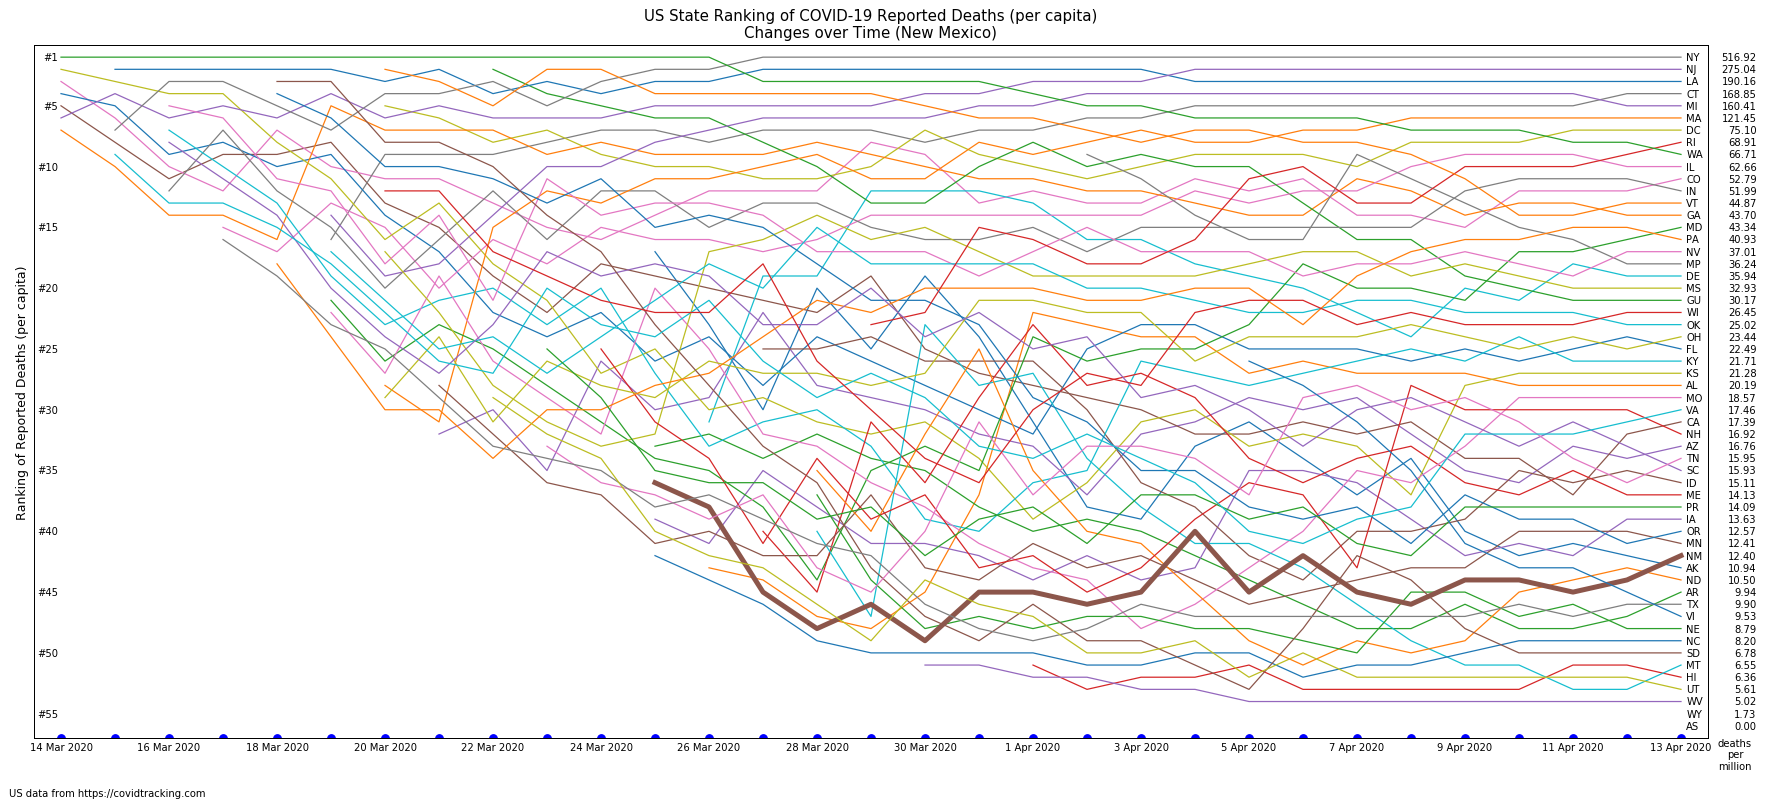 US State Ranking of COVID-19 Reported Deaths (per capita)
Changes over Time (New Mexico)
Ranking of Reported Deaths (per capita)
#1
#5
#10
#15
#20
#25
#30
#35
#40
#45
#50
#55
NY 516.92
NJ 275.04
LA 190.16
CT 168.85
MI 160.41
MA 121.45
DC 75.10
RI 68.91
WA 66.71
IL 62.66
CO 52.79
IN 51.99
VT 44.87
GA 43.70
MD 43.34
PA 40.93
NV 37.01
MP 36.24
DE 35.94
MS 32.93
GU 30.17
WI 26.45
OK 25.02
OH 23.44
FL 22.49
KY 21.71
KS 21.28
AL 20.19
MO 18.57
VA 17.46
CA 17.39
NH 16.92
AZ 16.76
TN 15.95
SC 15.93
ID 15.11
ME 14.13
PR 14.09
IA 13.63
OR 12.57
MN 12.41
NM 12.40
AK 10.94
ND 10.50
AR 9.94
TX 9.90
VI 9.53
NE 8.79
NC 8.20
SD 6.78
MT 6.55
HI 6.36
UT 5.61
WV 5.02
WY 1.73
AS 0.00
14 Mar 2020 16 Mar 2020 18 Mar 2020 20 Mar 2020 22 Mar 2020 24 Mar 2020 26 Mar 2020 28 Mar 2020 30 Mar 2020 1 Apr 2020 3 Apr 2020 5 Apr 2020 7 Apr 2020 9 Apr 2020 11 Apr 2020 13 Apr 2020
deaths
per
million
US data from https://covidtracking.com